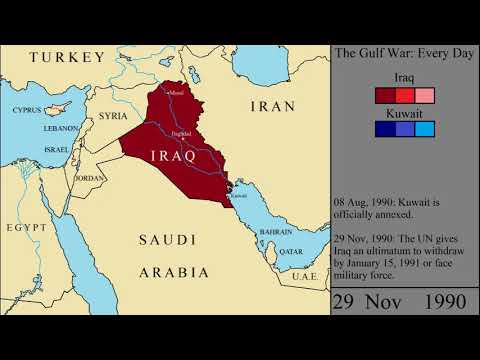 The Gulf War: Every Day
Iraq
Kuwait
TURKEY
CYPRUS
SYRIA
LEBANON
ISRAEL
JORDAN
EGYPT
Mosul
Baghdad
IRAQ
IRAN
Kuwait
SAUDI
ARABIA
BAHRAIN
QATAR
U.A.E.
08 Aug, 1990: Kuwait is
officially annexed.
29 Nov, 1990: The UN gives
Iraq an ultimatum to withdraw
by January 15, 1991 or face
military force.
29 Nov 1990